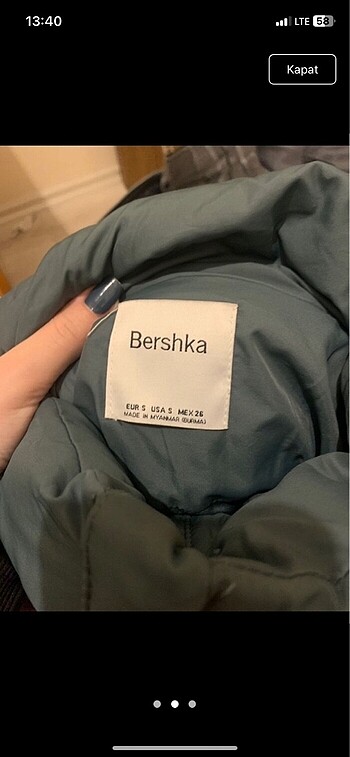 13:40
LTE 58
Kapat
Bershka
EUR S USA S MEX 26
MADE IN MYANMAR (BURMA)